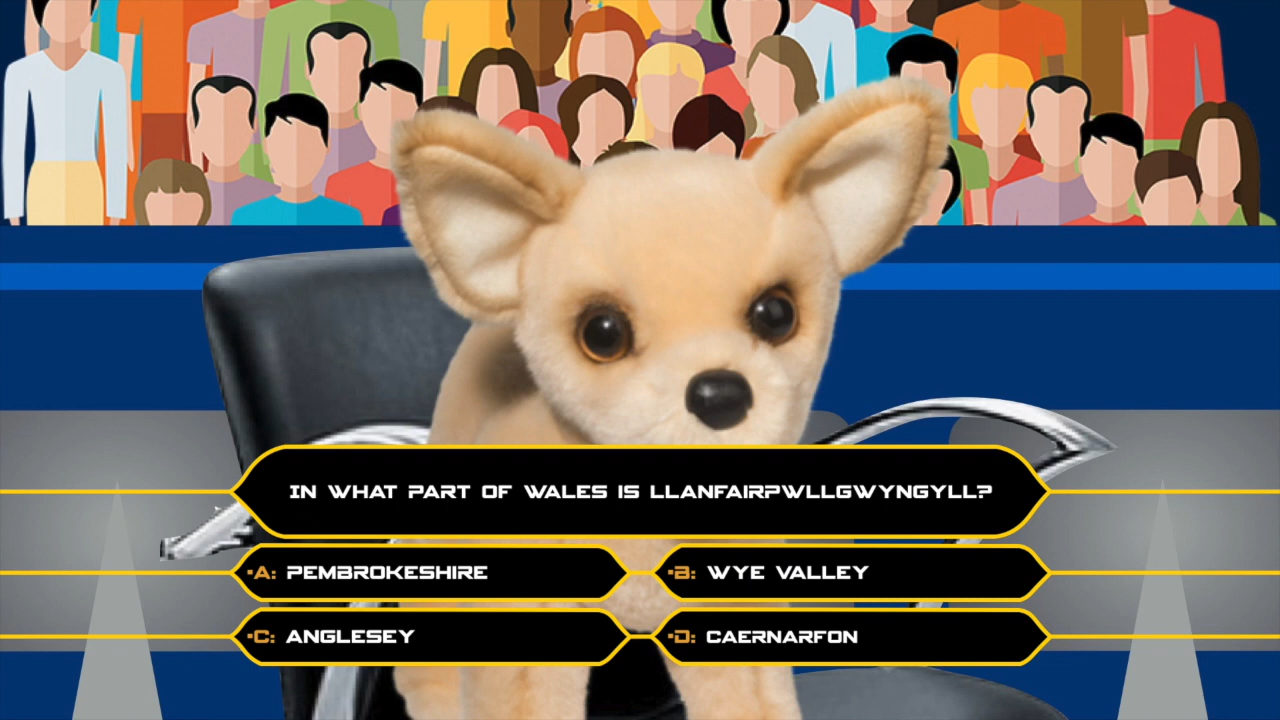 IN WHAT PART OF WALES IS LLANFAIRPWLLGWYNGYLL?
A: PEMBROKESHIRE
B: WYE VALLEY
C: ANGLESEY
D: CAERNARFON